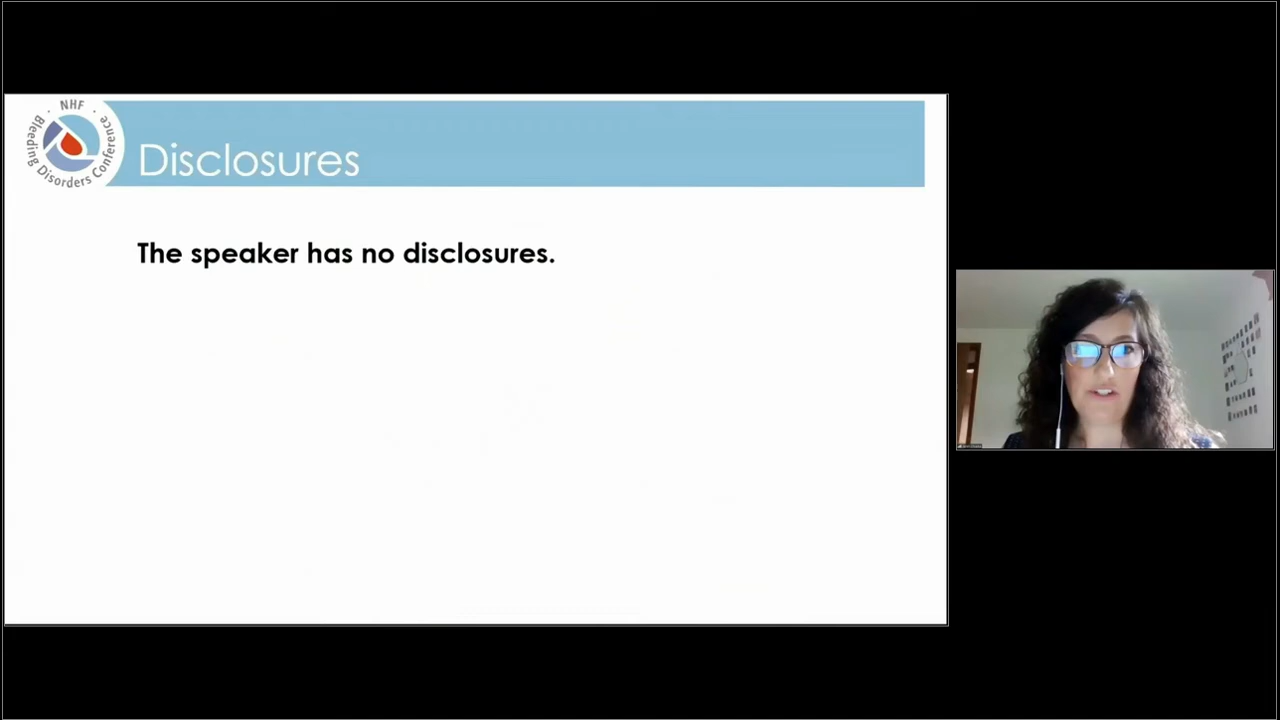 NHF
Bleeding Disorders Conference
Disclosures
The speaker has no disclosures.